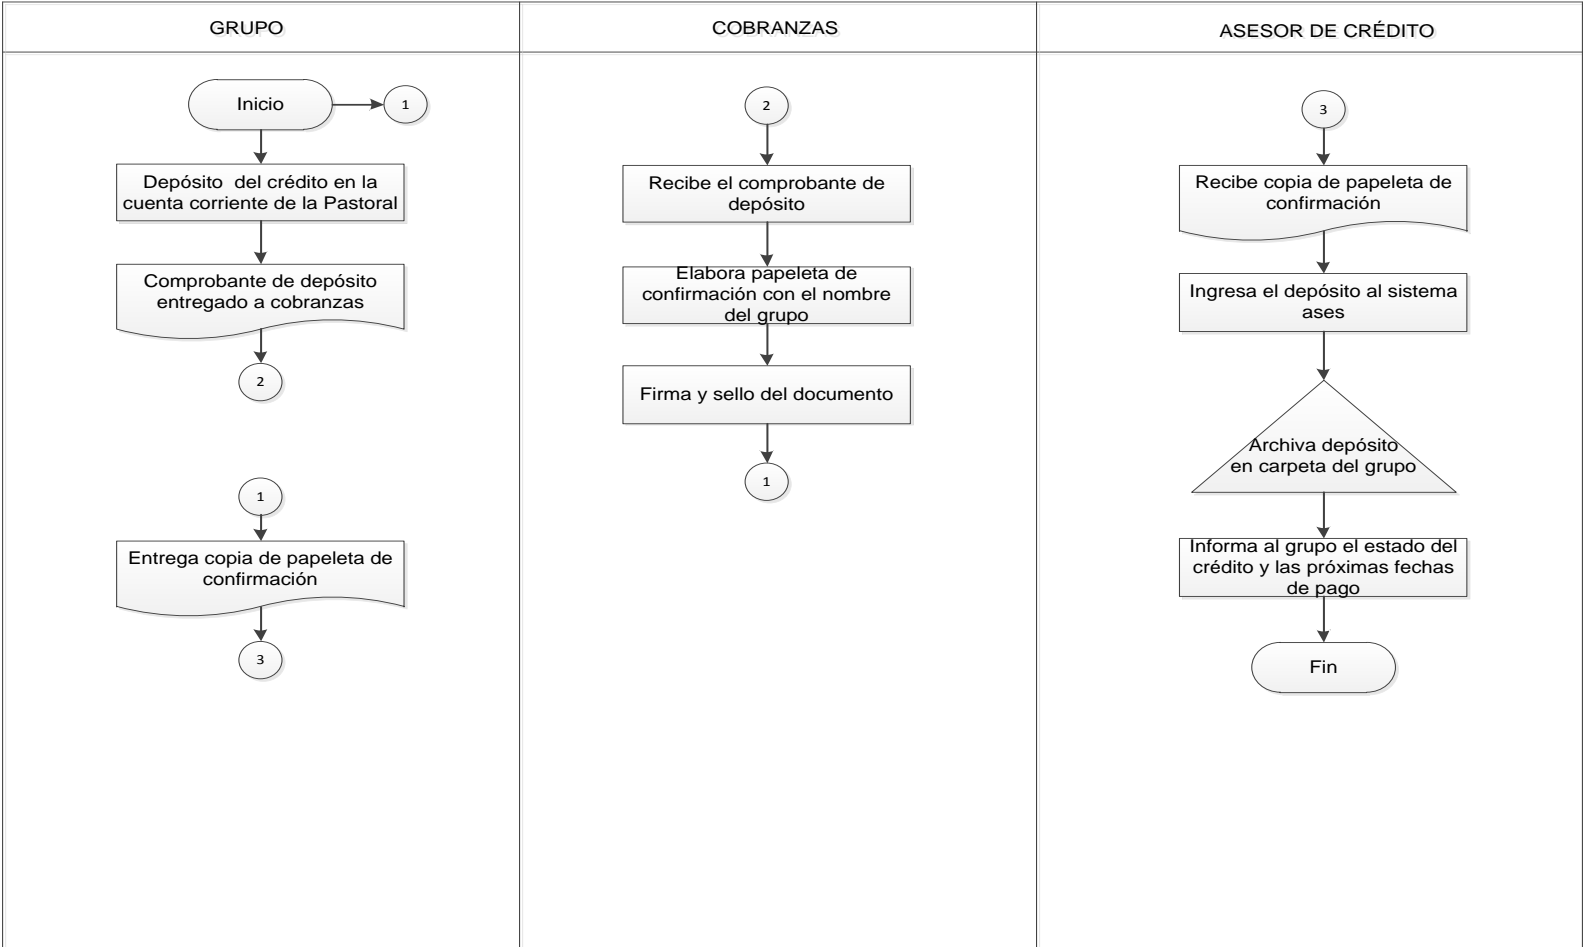 GRUPO
COBRANZAS
ASESOR DE CRÉDITO
Inicio
1
Depósito del crédito en la
cuenta corriente de la Pastoral
Comprobante de depósito
entregado a cobranzas
2
1
Entrega copia de papeleta de
confirmación
3
2
Recibe el comprobante de
depósito
Elabora papeleta de
confirmación con el nombre
del grupo
Firma y sello del documento
1
3
Recibe copia de papeleta de
confirmación
Ingresa el depósito al sistema
ases
Archiva depósito
en carpeta del grupo
Informa al grupo el estado del
crédito y las próximas fechas
de pago
Fin